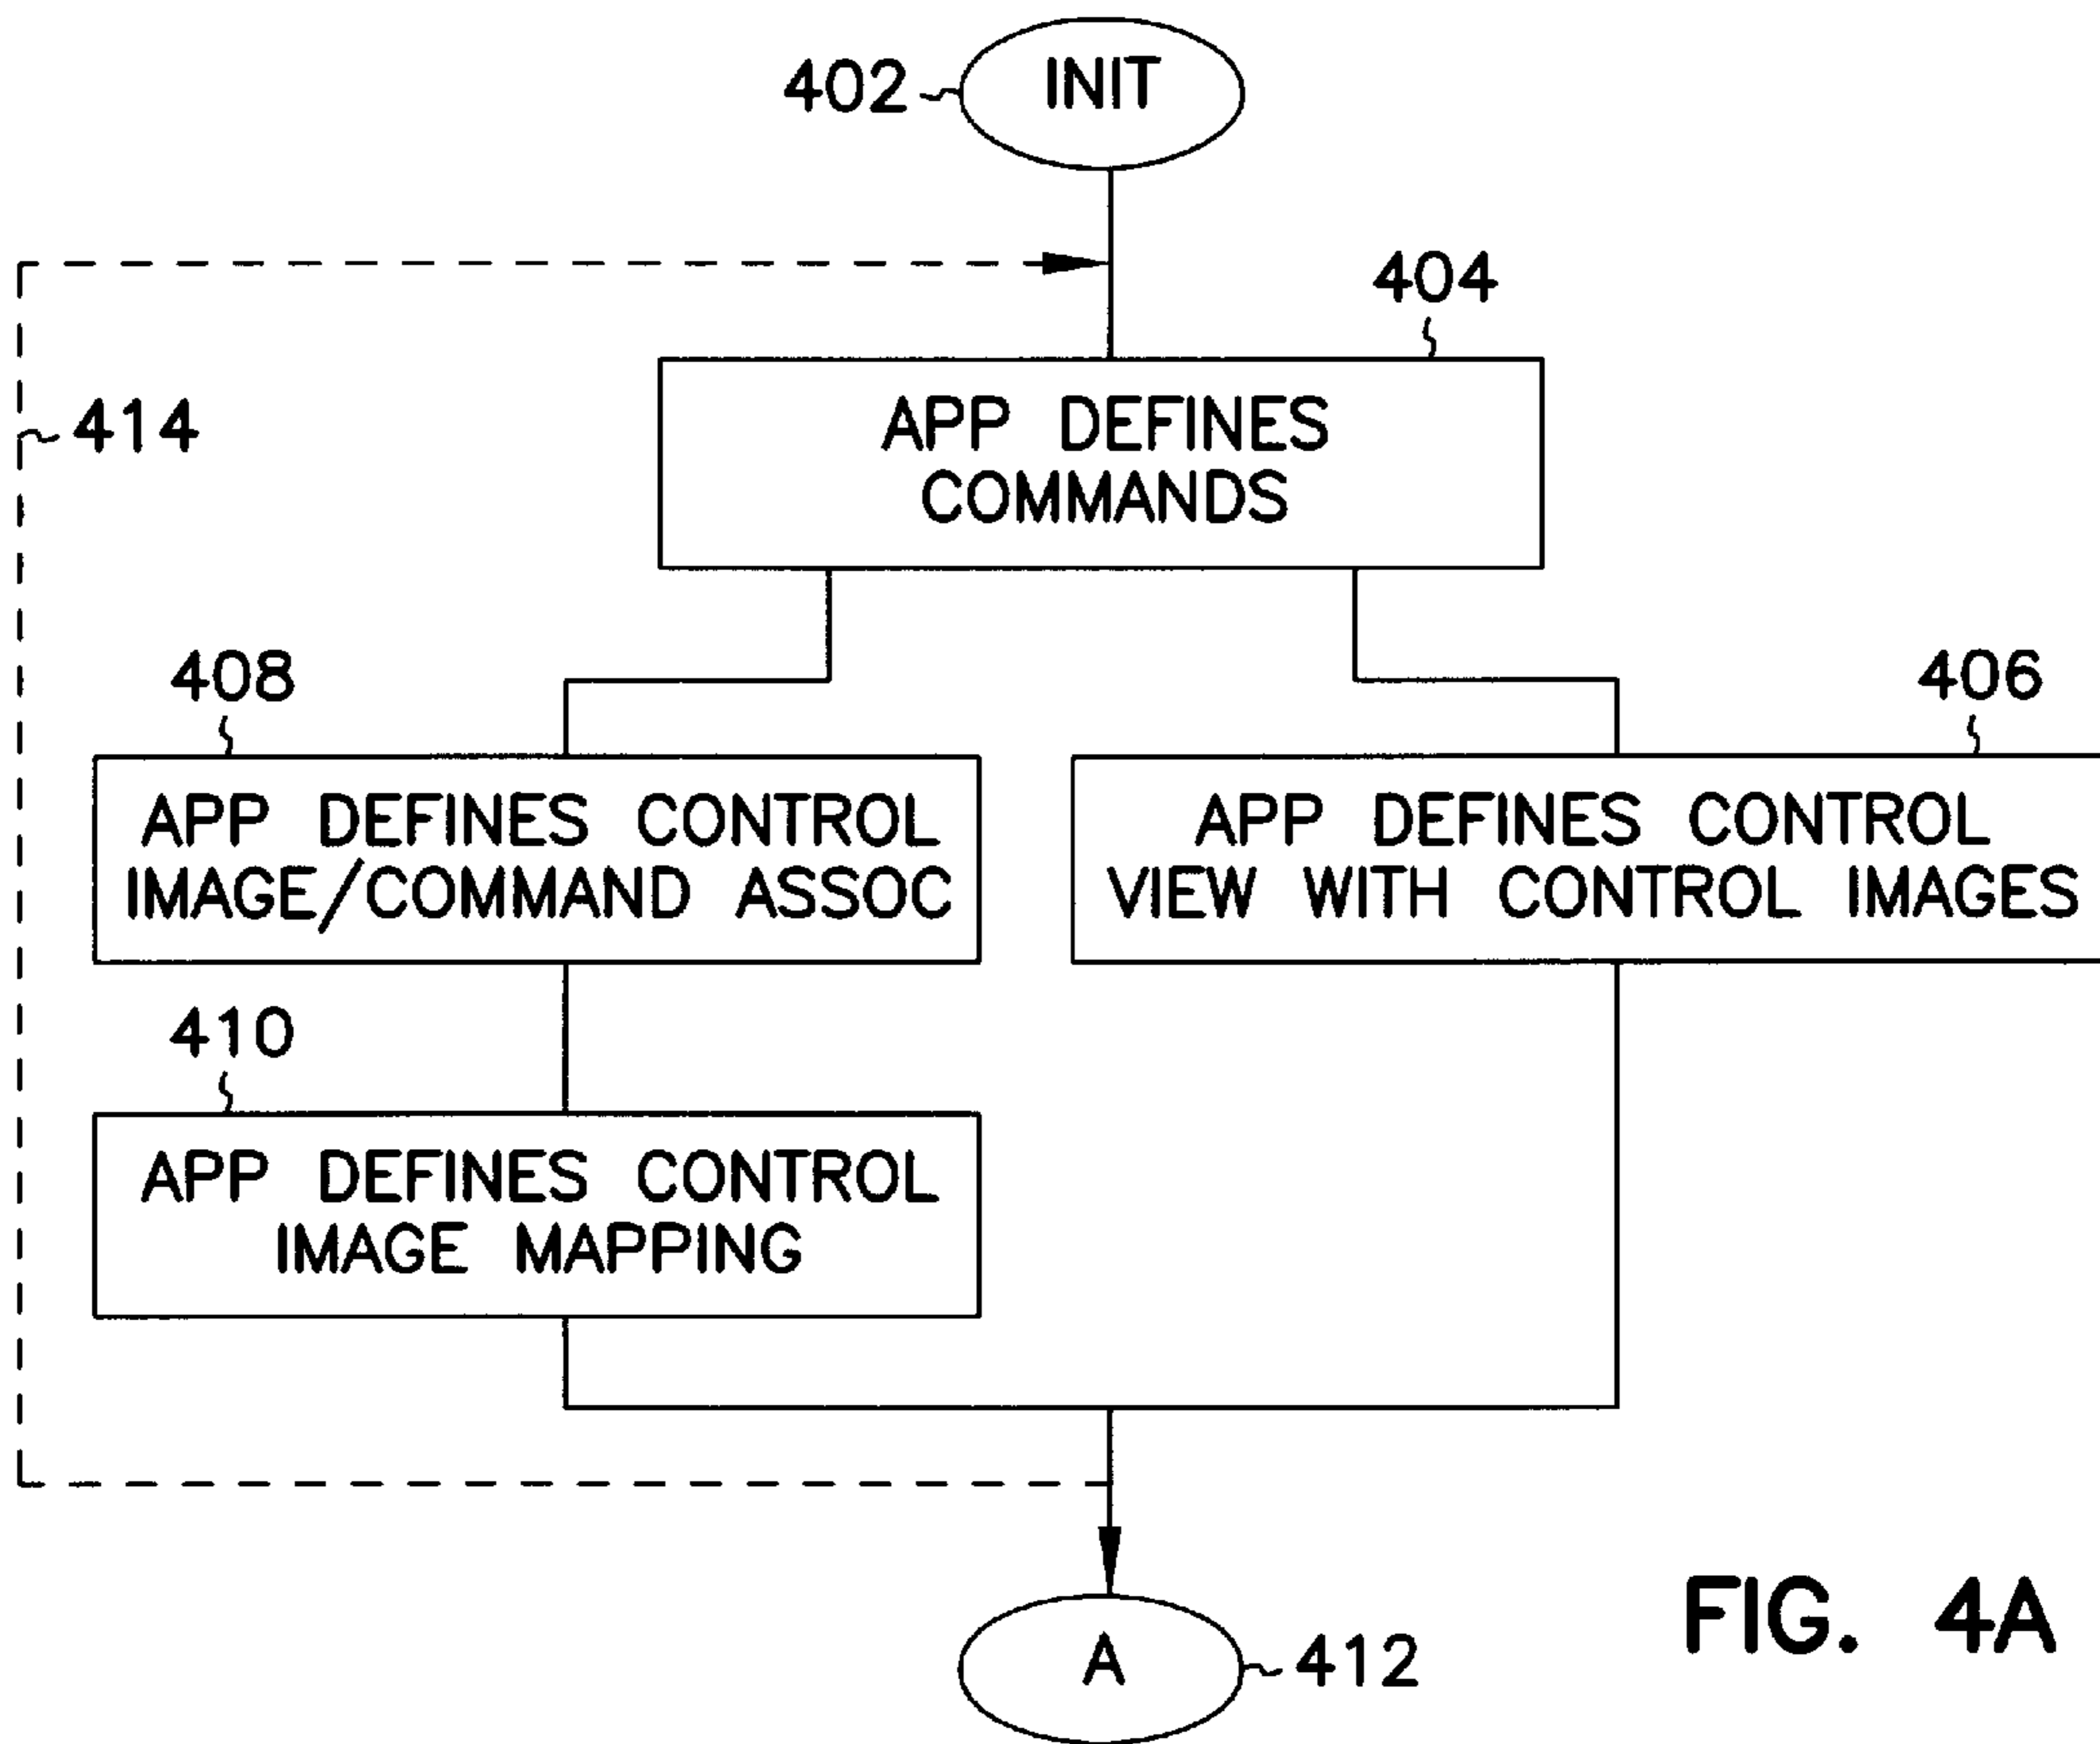 INIT
402
404
APP DEFINES
COMMANDS
414
408
406
APP DEFINES CONTROL
IMAGE/COMMAND ASSOC
APP DEFINES CONTROL
VIEW WITH CONTROL IMAGES
410
APP DEFINES CONTROL
IMAGE MAPPING
A
412
FIG. 4A